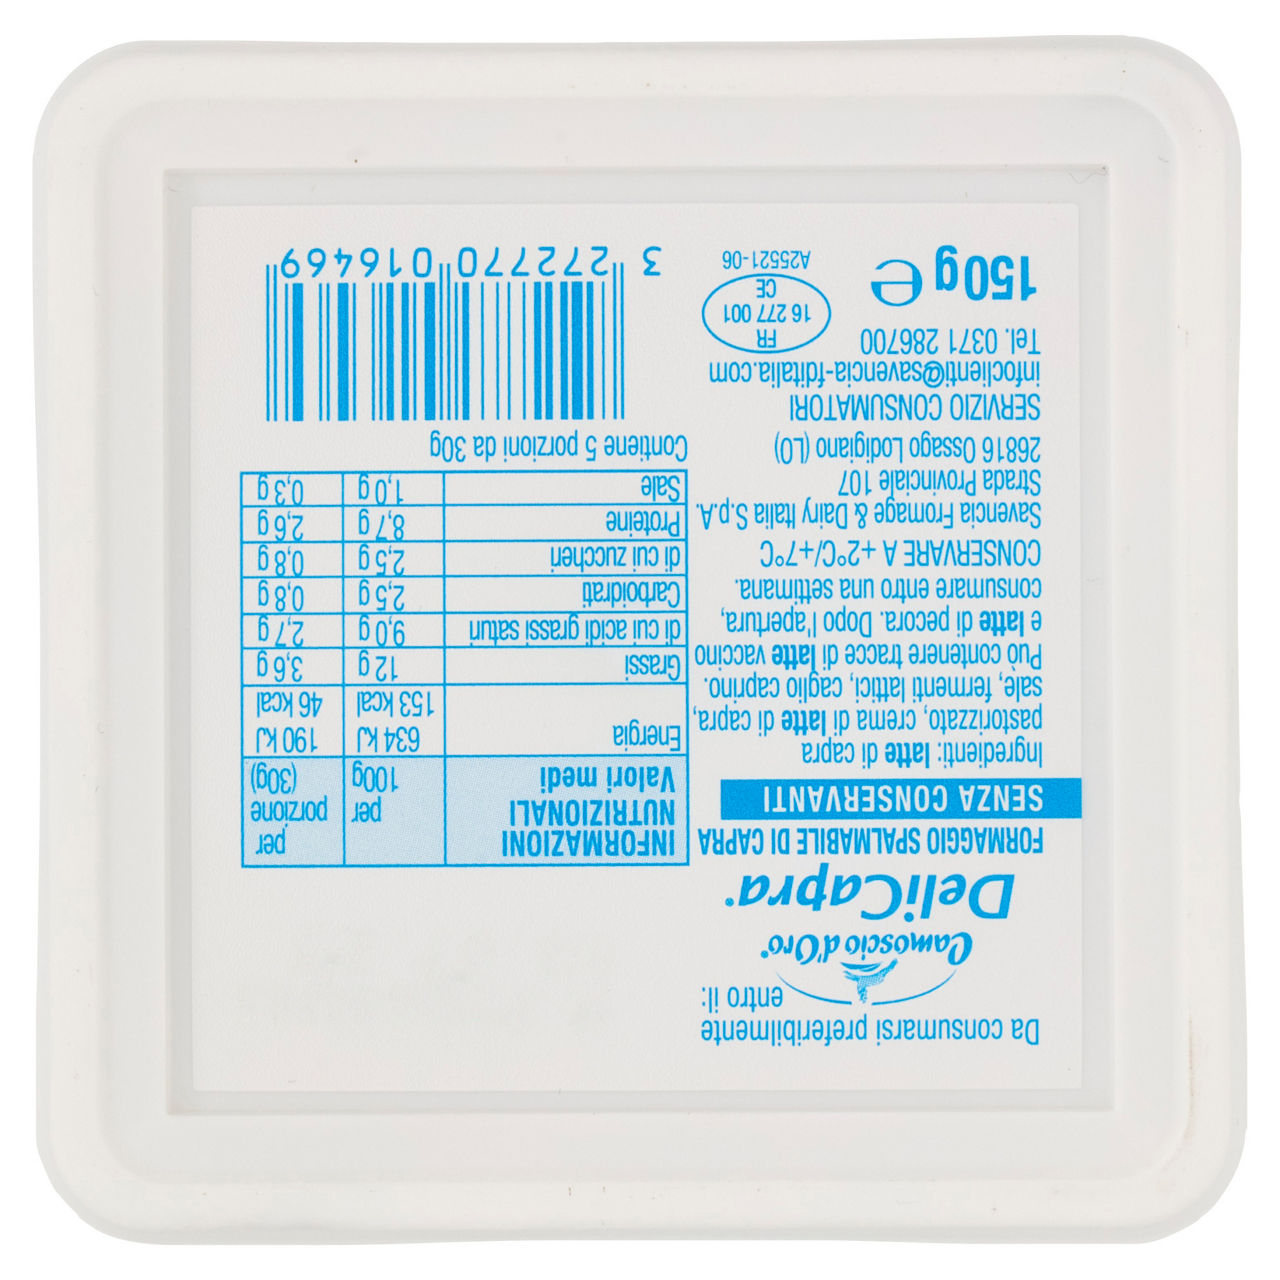 Da consumarsi preferibilmente
entro il:
Camoscio d'Oro®
DeliCapra®
FORMAGGIO SPALMABILE DI CAPRA
SENZA CONSERVANTI
Ingredienti: latte di capra
pastorizzato, crema di latte di capra,
sale, fermenti lattici, caglio caprino.
Può contenere tracce di latte vaccino
e latte di pecora. Dopo l'apertura,
consumare entro una settimana.
CONSERVARE A +2°C/+7°C
Savencia Fromage & Dairy Italia S.p.A.
Strada Provinciale 107
26816 Ossago Lodigiano (LO)
SERVIZIO CONSUMATORI
infoclienti@savencia-fditalia.com
Tel. 0371 286700
150g e
FR
16 277 001
CE
A25521-06
INFORMAZIONI
NUTRIZIONALI
Valori medi
per
100g
per
porzione
(30g)
Energia 634 kJ 190 kJ
153 kcal 46 kcal
Grassi 12 g 3,6 g
di cui acidi grassi saturi 9,0 g 2,7 g
Carboidrati 2,5 g 0,8 g
di cui zuccheri 2,5 g 0,8 g
Proteine 8,7 g 2,6 g
Sale 1,0 g 0,3 g
Contiene 5 porzioni da 30g
3 272770 016469